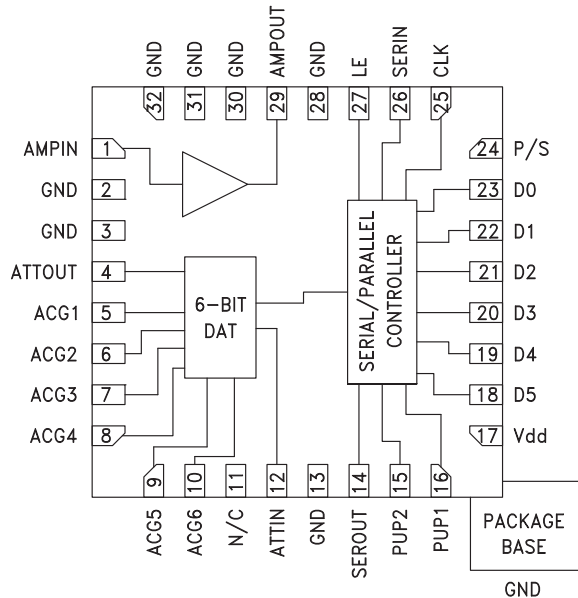 GND
GND
GND
AMPOUT
GND
LE
SERIN
CLK
32
31
30
29
28
27
26
25
AMPIN 1
GND 2
GND 3
ATTOUT 4
ACG1 5
ACG2 6
ACG3 7
ACG4 8
6-BIT
DAT
SERIAL/PARALLEL
CONTROLLER
24 P/S
23 D0
22 D1
21 D2
20 D3
19 D4
18 D5
17 Vdd
9
10
11
12
13
14
15
16
ACG5
ACG6
N/C
ATTIN
GND
SEROUT
PUP2
PUP1
PACKAGE
BASE
GND